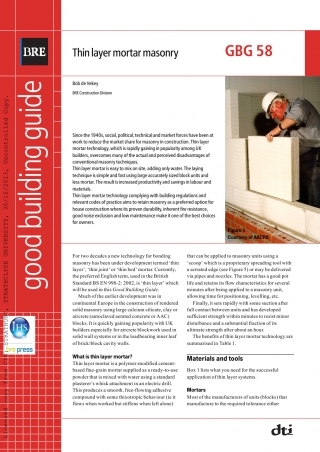 BRE
Thin layer mortar masonry
GBG 58
Bob de Vekey
BRE Construction Division
good building guide
Since the 1940s, social, political, technical and market forces have been at
work to reduce the market share for masonry in construction. Thin layer
mortar technology, which is rapidly gaining in popularity among UK
builders, overcomes many of the actual and perceived disadvantages of
conventional masonry techniques.
Thin layer mortar is easy to mix on site, adding only water. The laying
technique is simple and fast using large accurately sized block units and
less mortar. The result is increased productivity and savings in labour and
materials.
Thin layer mortar technology complying with building regulations and
relevant codes of practice aims to retain masonry as a preferred option for
house construction where its proven durability, inherent fire resistance,
good noise exclusion and low maintenance make it one of the best choices
for owners.
Figure 1
Courtesy of AACPA
For two decades a new technology for bonding
masonry has been under development termed 'thin
layer', 'thin joint' or 'thin bed' mortar. Currently,
the preferred English term, used in the British
Standard BS EN 998-2: 2002, is 'thin layer' which
will be used in this Good Building Guide.
Much of the earlier development was in
continental Europe in the construction of rendered
solid masonry using large calcium silicate, clay or
aircrete (autoclaved aerated concrete or AAC)
blocks. It is quickly gaining popularity with UK
builders especially for aircrete blockwork used in
solid wall systems or in the loadbearing inner leaf
of brick/block cavity walls.
What is thin layer mortar?
Thin layer mortar is a polymer-modified cement-
based fine-grain mortar supplied as a ready-to-use
powder that is mixed with water using a standard
plasterer's whisk attachment in an electric drill.
This produces a smooth, free-flowing adhesive
compound with some thixotropic behaviour (ie it
flows when worked but stiffens when left alone)
that can be applied to masonry units using a
'scoop' which is a proprietary spreading tool with
a serrated edge (see Figure 5) or may be delivered
via pipes and nozzles. The mortar has a good pot
life and retains its flow characteristics for several
minutes after being applied to a masonry unit,
allowing time for positioning, levelling, etc.
Finally, it sets rapidly with some suction after
full contact between units and has developed
sufficient strength within minutes to resist minor
disturbance and a substantial fraction of its
ultimate strength after about an hour.
The benefits of thin layer mortar technology are
summarised in Table 1.
Materials and tools
Box 1 lists what you need for the successful
application of thin layer systems.
Mortars
Most of the manufacturers of units (blocks) that
manufacture to the required tolerance either
IHS
bre press
dti